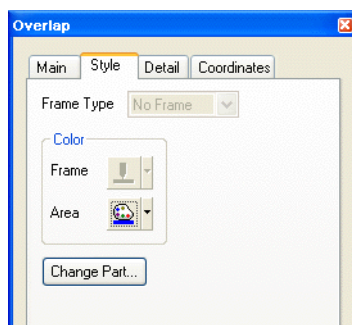 Overlap
Main Style Detail Coordinates
Frame Type No Frame
Color
Frame
Area
Change Part...